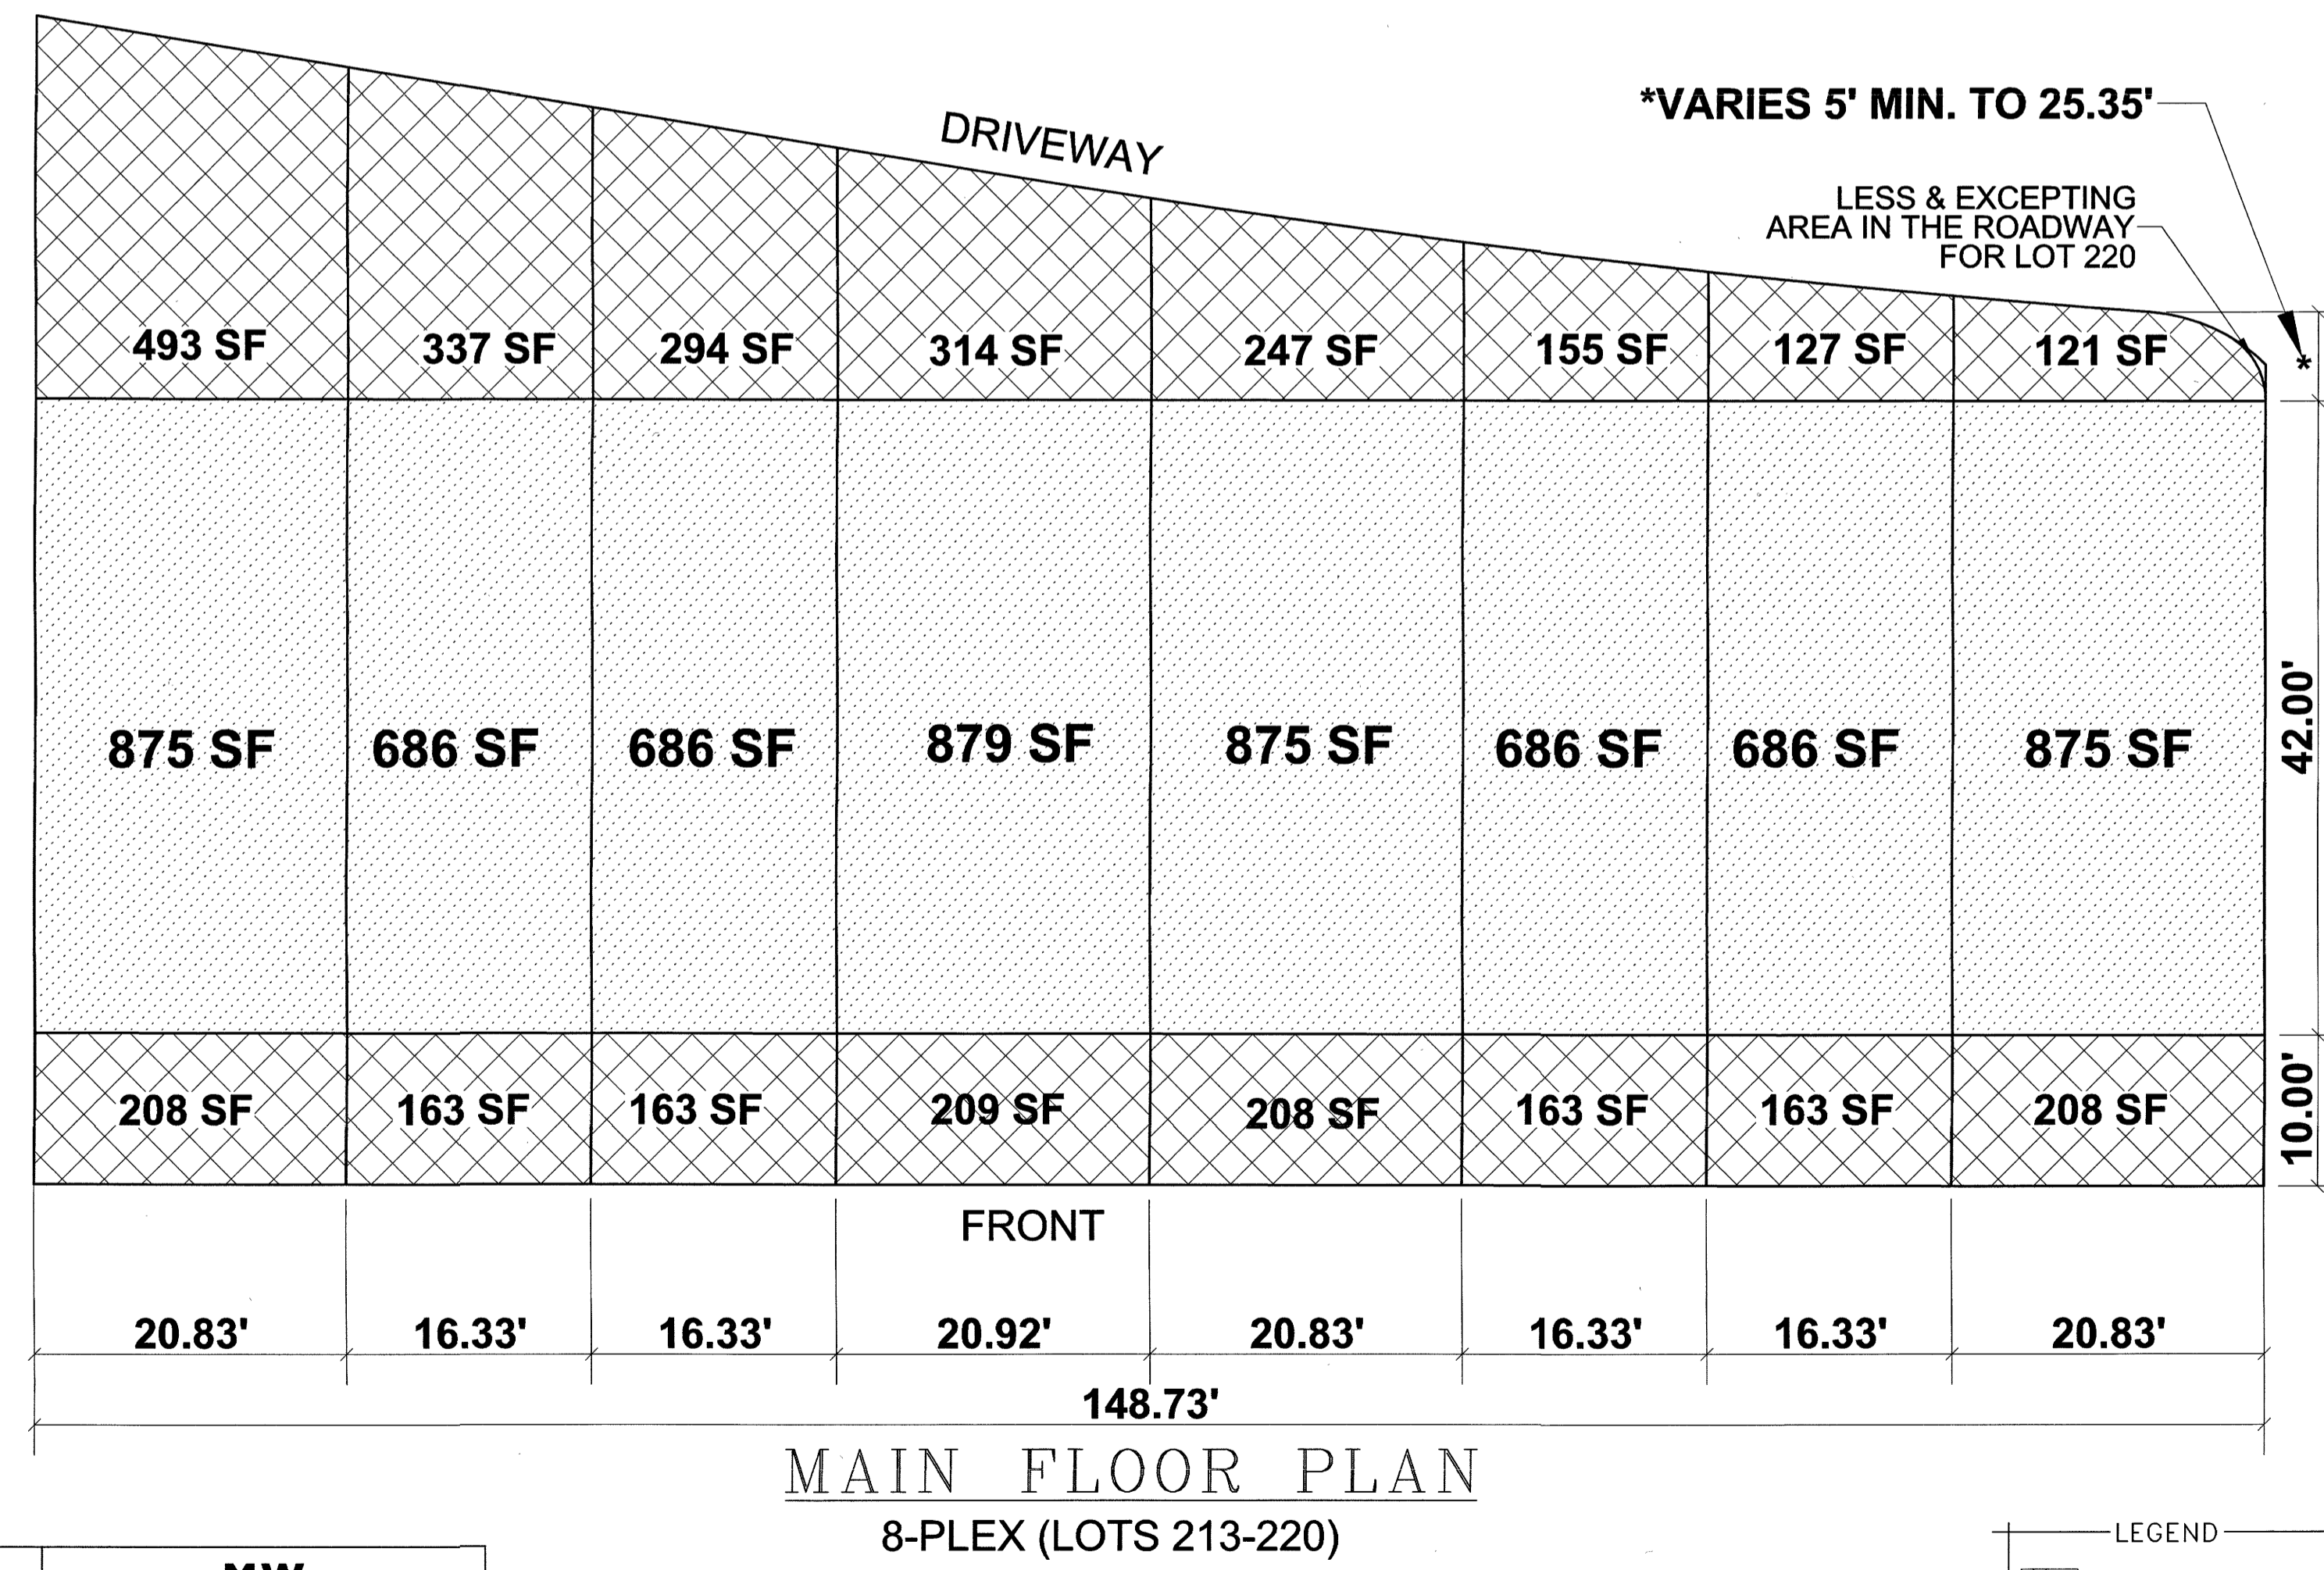 *VARIES 5' MIN. TO 25.35'
DRIVEWAY
LESS & EXCEPTING
AREA IN THE ROADWAY
FOR LOT 220
493 SF 337 SF 294 SF 314 SF 247 SF 155 SF 127 SF 121 SF *
875 SF 686 SF 686 SF 879 SF 875 SF 686 SF 686 SF 875 SF 42.00'
208 SF 163 SF 163 SF 209 SF 208 SF 163 SF 163 SF 208 SF 10.00'
FRONT
20.83' 16.33' 16.33' 20.92' 20.83' 16.33' 16.33' 20.83'
148.73'
MAIN FLOOR PLAN
8-PLEX (LOTS 213-220)
LEGEND